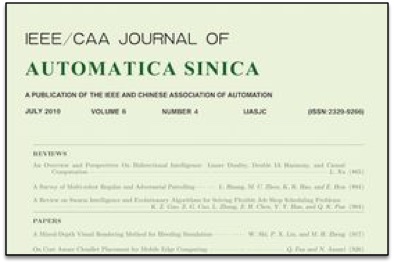 IEEE/CAA JOURNAL OF
AUTOMATICA SINICA
A PUBLICATION OF THE IEEE AND CHINESE ASSOCIATION OF AUTOMATION
JULY 2019 VOLUME 6 NUMBER 4 IJASJC (ISSN 2329-9266)
REVIEWS
An Overview and Perspectives On Bidirectional Intelligence: Lmser Duality, Double IA Harmony, and Causal
Computation L. Xu (865)
A Survey of Multi-robot Regular and Adversarial Patrolling L. Huang, M. C. Zhou, K. R. Hao, and E. Hou (894)
A Review on Swarm Intelligence and Evolutionary Algorithms for Solving Flexible Job Shop Scheduling Problems
K. Z. Gao, Z. G. Cao, L. Zhang, Z. H. Chen, Y. Y. Han, and Q. K. Pan (904)
PAPERS
A Mixed-Depth Visual Rendering Method for Bleeding Simulation W. Shi, P. X. Liu, and M. H. Zheng (917)
On Cost Aware Cloudlet Placement for Mobile Edge Computing Q. Fan and N. Ansari (926)